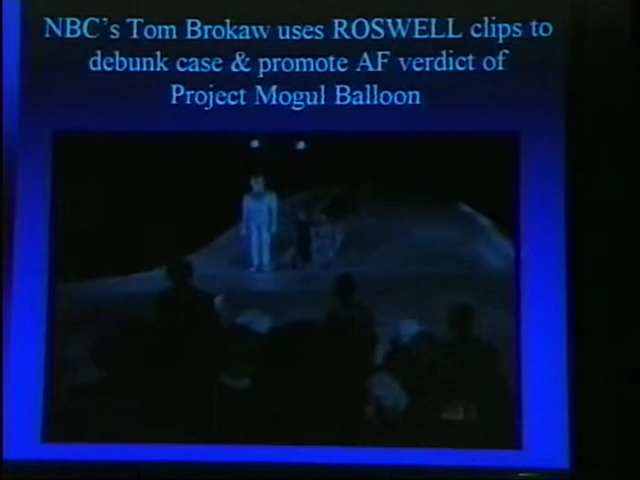 NBC's Tom Brokaw uses ROSWELL clips to
debunk case & promote AF verdict of
Project Mogul Balloon